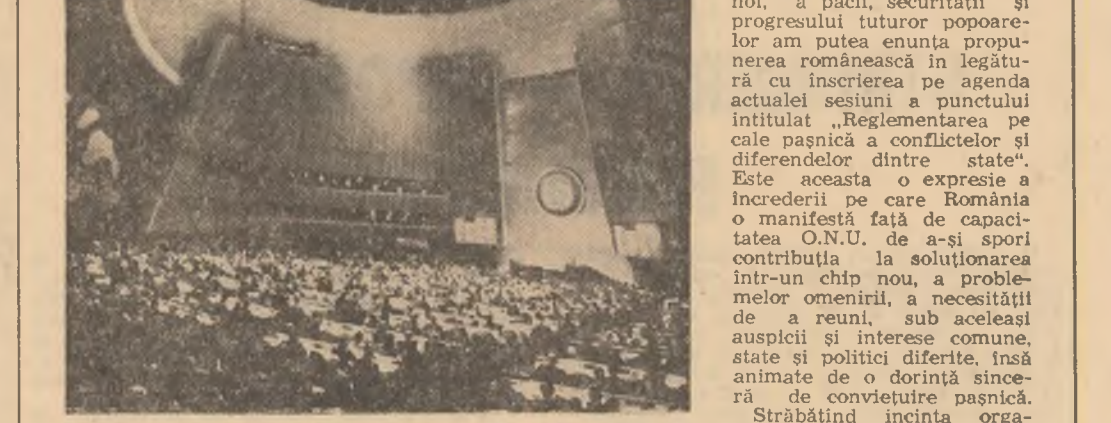 noi, a păcii, securității și
progresului tuturor popoare-
lor am putea enunța propu-
nerea românească in legătu-
ră cu înscrierea pe agenda
actualei sesiuni a punctului
intitulat „Reglementarea pe
cale pașnică a conflictelor și
diferendelor dintre state“.
Este aceasta o expresie a
încrederii pe care România
o manifestă față de capaci-
tatea O.N.U. de a-și spori
contribuția la soluționarea
într-un chip nou, a proble-
melor omenirii, a necesității
de a reuni, sub aceleași
auspicii și interese comune,
state și politici diferite, însă
animate de o dorință since-
ră de conviețuire pașnică.
Străbătind incinta orga-